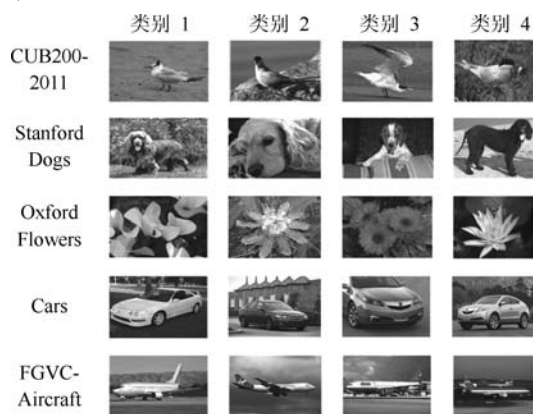 类别 1 类别 2 类别 3 类别 4
CUB200-
2011
Stanford
Dogs
Oxford
Flowers
Cars
FGVC-
Aircraft